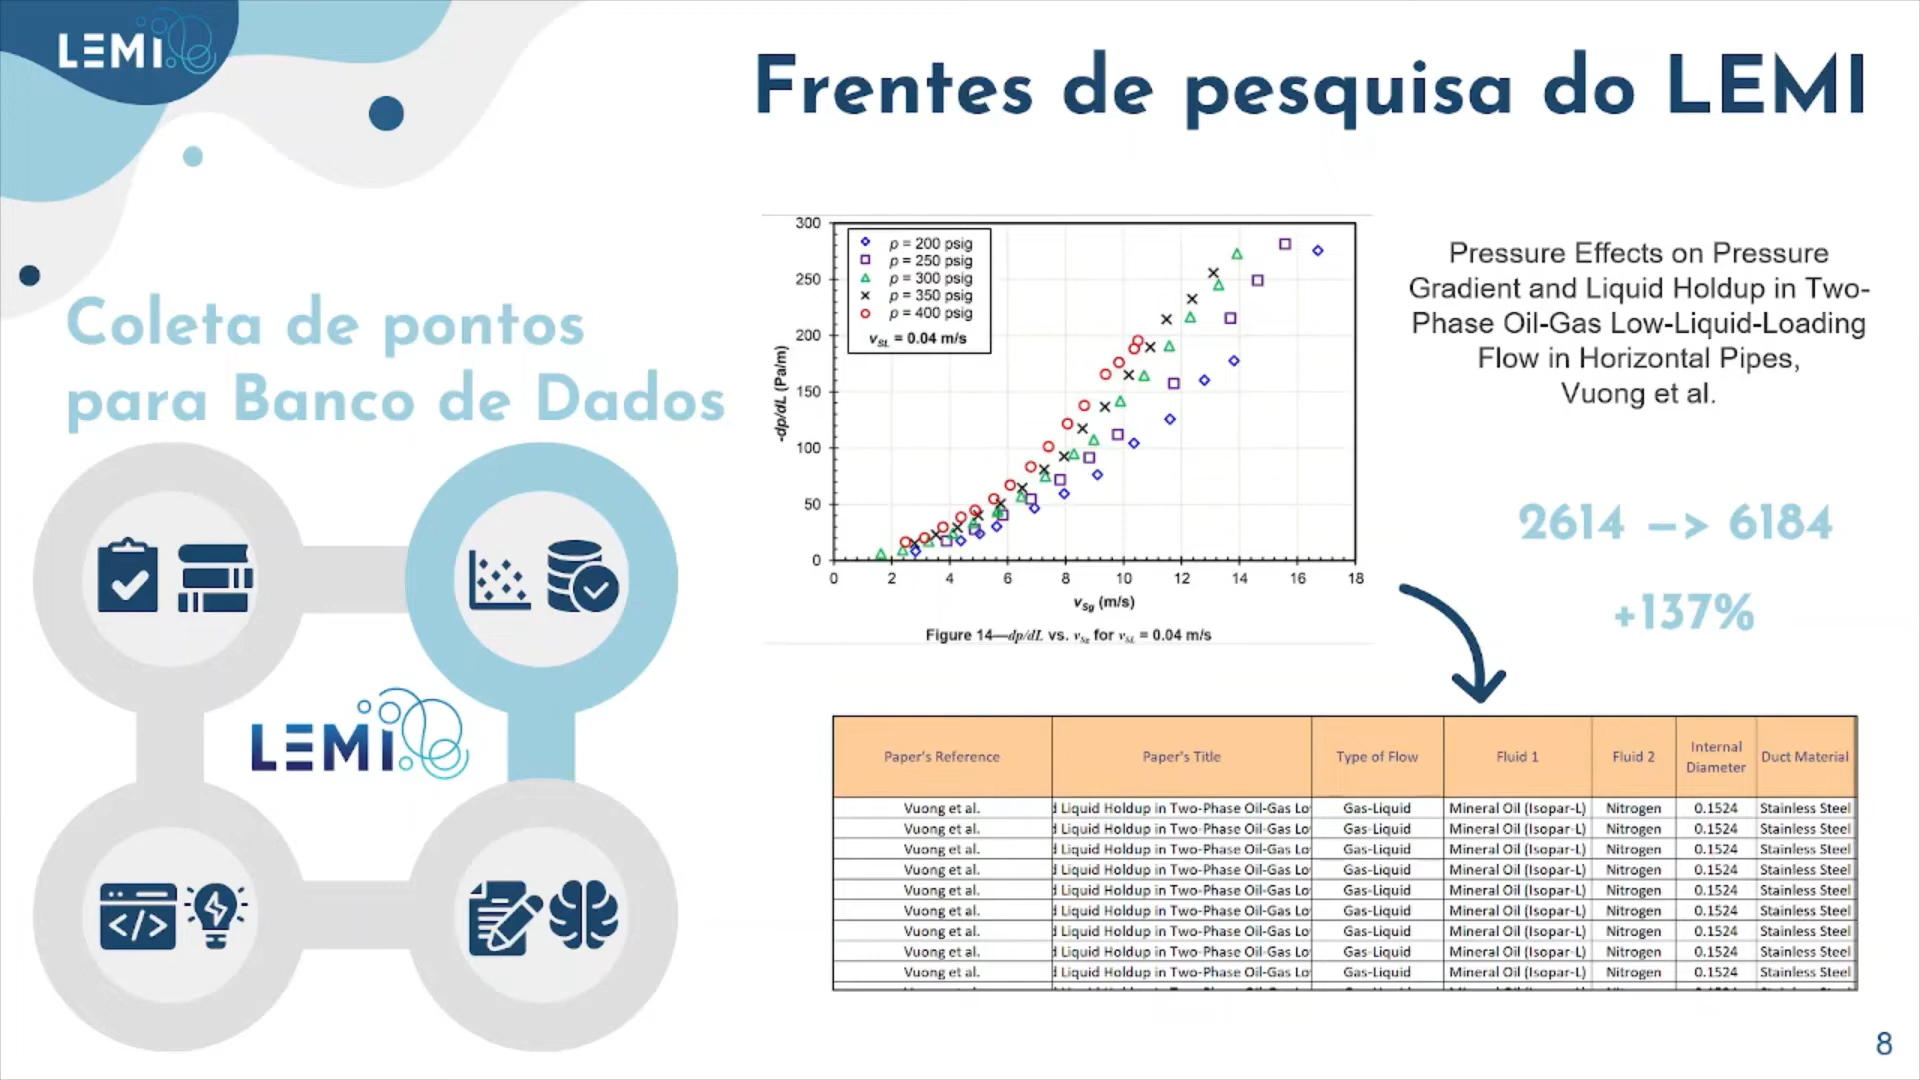 LEMI
Frentes de pesquisa do LEMI
Coleta de pontos
para Banco de Dados
LEMI
300
250
200
150
100
50
0
0 2 4 6 8 10 12 14 16 18
-dp/dL (Pa/m)
p = 200 psig
p = 250 psig
p = 300 psig
p = 350 psig
p = 400 psig
vSL = 0.04 m/s
vSg (m/s)
Figure 14—dp/dL vs. vSg for vSL = 0.04 m/s
Pressure Effects on Pressure
Gradient and Liquid Holdup in Two-
Phase Oil-Gas Low-Liquid-Loading
Flow in Horizontal Pipes,
Vuong et al.
2614 –> 6184
+137%
Paper's Reference Paper's Title Type of Flow Fluid 1 Fluid 2 Internal Diameter Duct Material
Vuong et al. d Liquid Holdup in Two-Phase Oil-Gas Lo Gas-Liquid Mineral Oil (Isopar-L) Nitrogen 0.1524 Stainless Steel
Vuong et al. d Liquid Holdup in Two-Phase Oil-Gas Lo Gas-Liquid Mineral Oil (Isopar-L) Nitrogen 0.1524 Stainless Steel
Vuong et al. d Liquid Holdup in Two-Phase Oil-Gas Lo Gas-Liquid Mineral Oil (Isopar-L) Nitrogen 0.1524 Stainless Steel
Vuong et al. d Liquid Holdup in Two-Phase Oil-Gas Lo Gas-Liquid Mineral Oil (Isopar-L) Nitrogen 0.1524 Stainless Steel
Vuong et al. d Liquid Holdup in Two-Phase Oil-Gas Lo Gas-Liquid Mineral Oil (Isopar-L) Nitrogen 0.1524 Stainless Steel
Vuong et al. d Liquid Holdup in Two-Phase Oil-Gas Lo Gas-Liquid Mineral Oil (Isopar-L) Nitrogen 0.1524 Stainless Steel
Vuong et al. d Liquid Holdup in Two-Phase Oil-Gas Lo Gas-Liquid Mineral Oil (Isopar-L) Nitrogen 0.1524 Stainless Steel
Vuong et al. d Liquid Holdup in Two-Phase Oil-Gas Lo Gas-Liquid Mineral Oil (Isopar-L) Nitrogen 0.1524 Stainless Steel
Vuong et al. d Liquid Holdup in Two-Phase Oil-Gas Lo Gas-Liquid Mineral Oil (Isopar-L) Nitrogen 0.1524 Stainless Steel
8